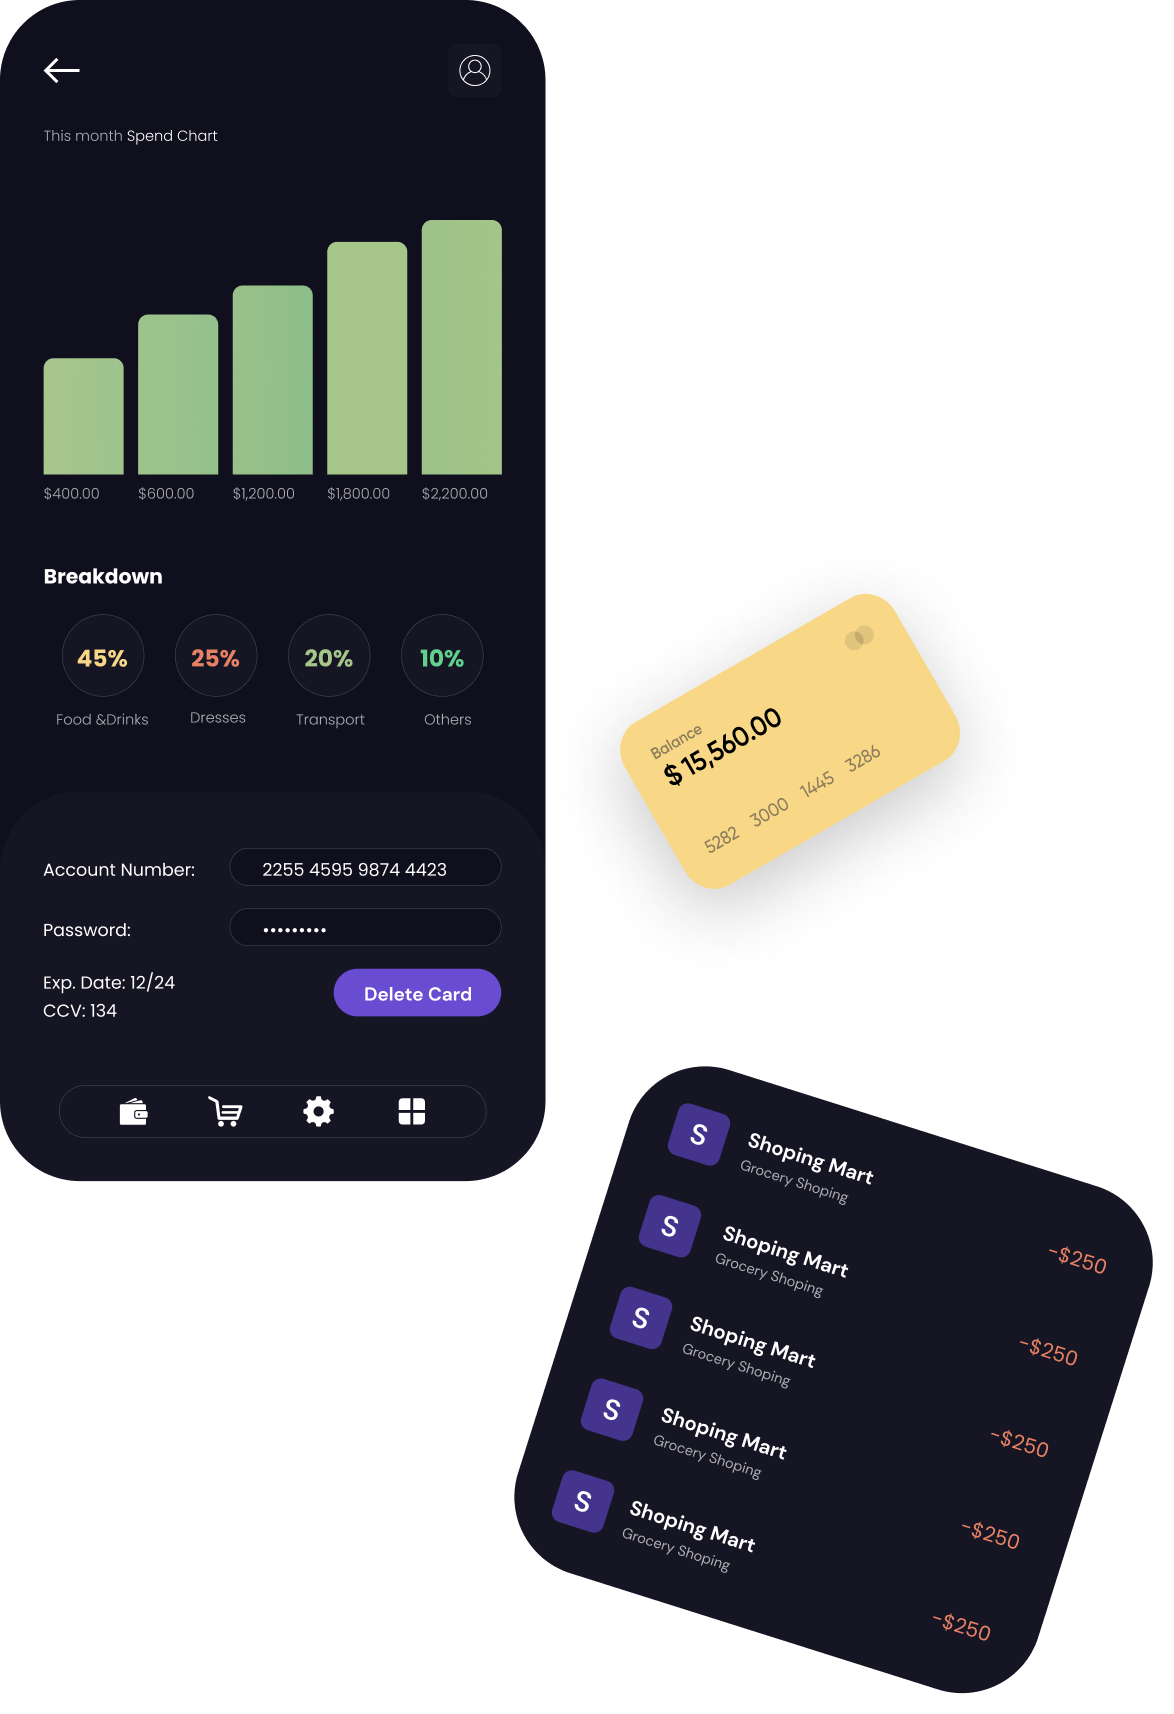 This month Spend Chart
$400.00 $600.00 $1,200.00 $1,800.00 $2,200.00
Breakdown
45% 25% 20% 10%
Food &Drinks Dresses Transport Others
Account Number: 2255 4595 9874 4423
Password: •••••••••
Exp. Date: 12/24
CCV: 134
Delete Card
Balance
$15,560.00
5282 3000 1445 3286
S
Shoping Mart
Grocery Shoping
-$250
S
Shoping Mart
Grocery Shoping
-$250
S
Shoping Mart
Grocery Shoping
-$250
S
Shoping Mart
Grocery Shoping
-$250
S
Shoping Mart
Grocery Shoping
-$250